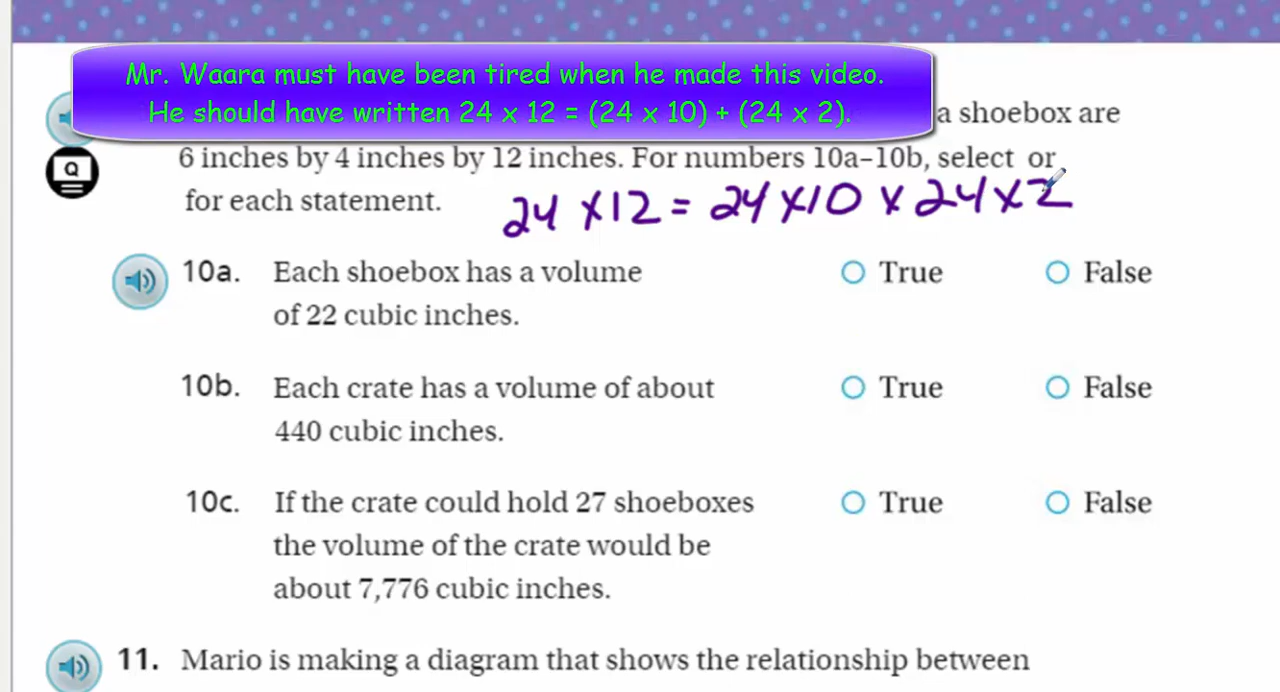 Mr. Waara must have been tired when he made this video.
He should have written 24 x 12 = (24 x 10) + (24 x 2).
a shoebox are
Q
6 inches by 4 inches by 12 inches. For numbers 10a–10b, select or
for each statement.
24 x 12 = 24 x 10 x 24 x 2
10a. Each shoebox has a volume True False
of 22 cubic inches.
10b. Each crate has a volume of about True False
440 cubic inches.
10c. If the crate could hold 27 shoeboxes True False
the volume of the crate would be
about 7,776 cubic inches.
11. Mario is making a diagram that shows the relationship between